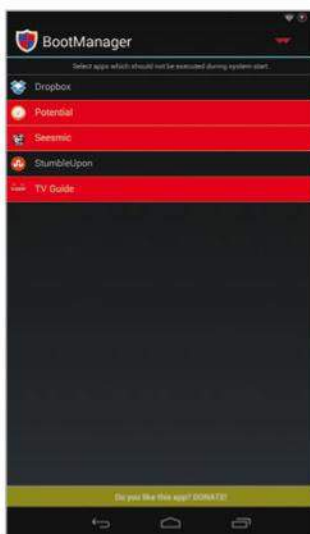 BootManager
Select apps which should not be executed during system start.
Dropbox
Potential
Seesmic
StumbleUpon
TV Guide
Do you like this app? DONATE!